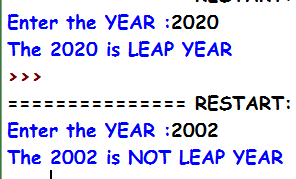 RESTART:
Enter the YEAR :2020
The 2020 is LEAP YEAR
>>>
=============== RESTART:
Enter the YEAR :2002
The 2002 is NOT LEAP YEAR